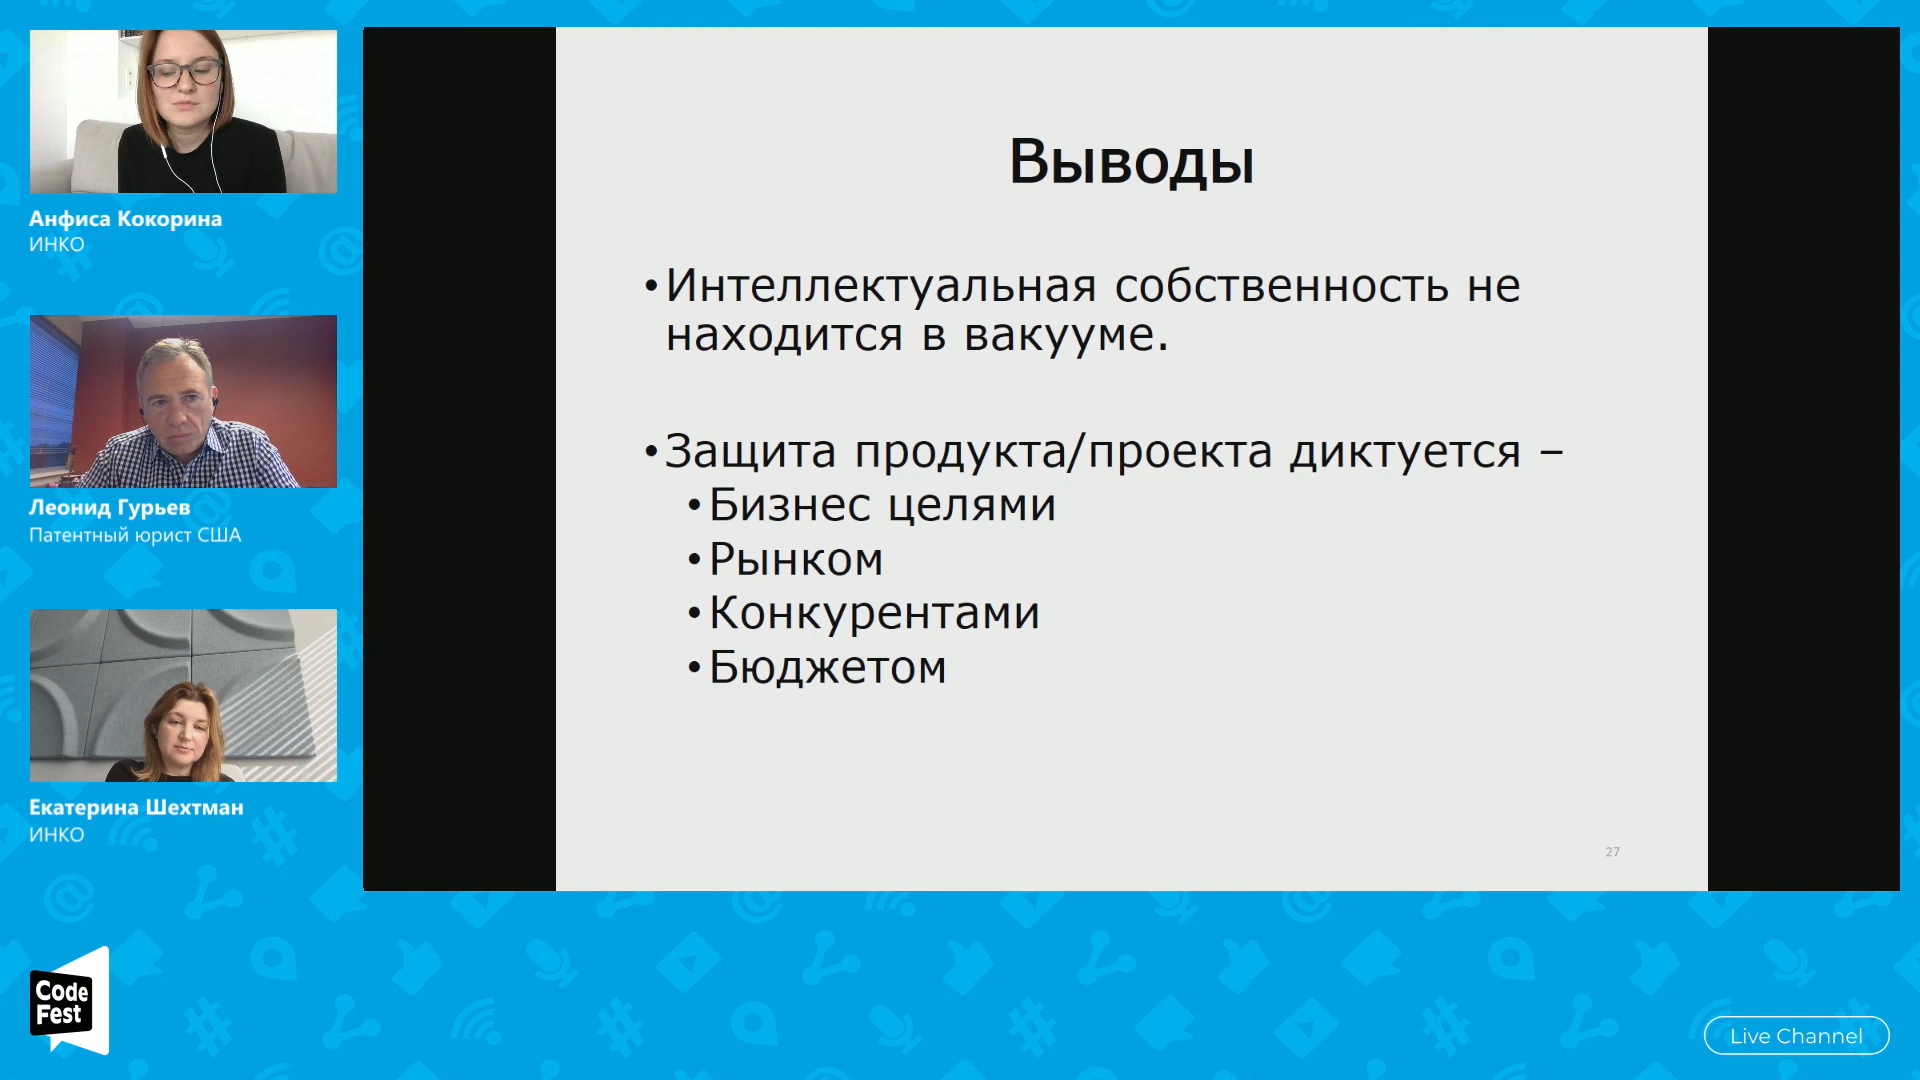 Анфиса Кокорина
ИНКО
Леонид Гурьев
Патентный юрист США
Екатерина Шехтман
ИНКО
Выводы
•Интеллектуальная собственность не
находится в вакууме.
•Защита продукта/проекта диктуется –
•Бизнес целями
•Рынком
•Конкурентами
•Бюджетом
27
Code
Fest
Live Channel